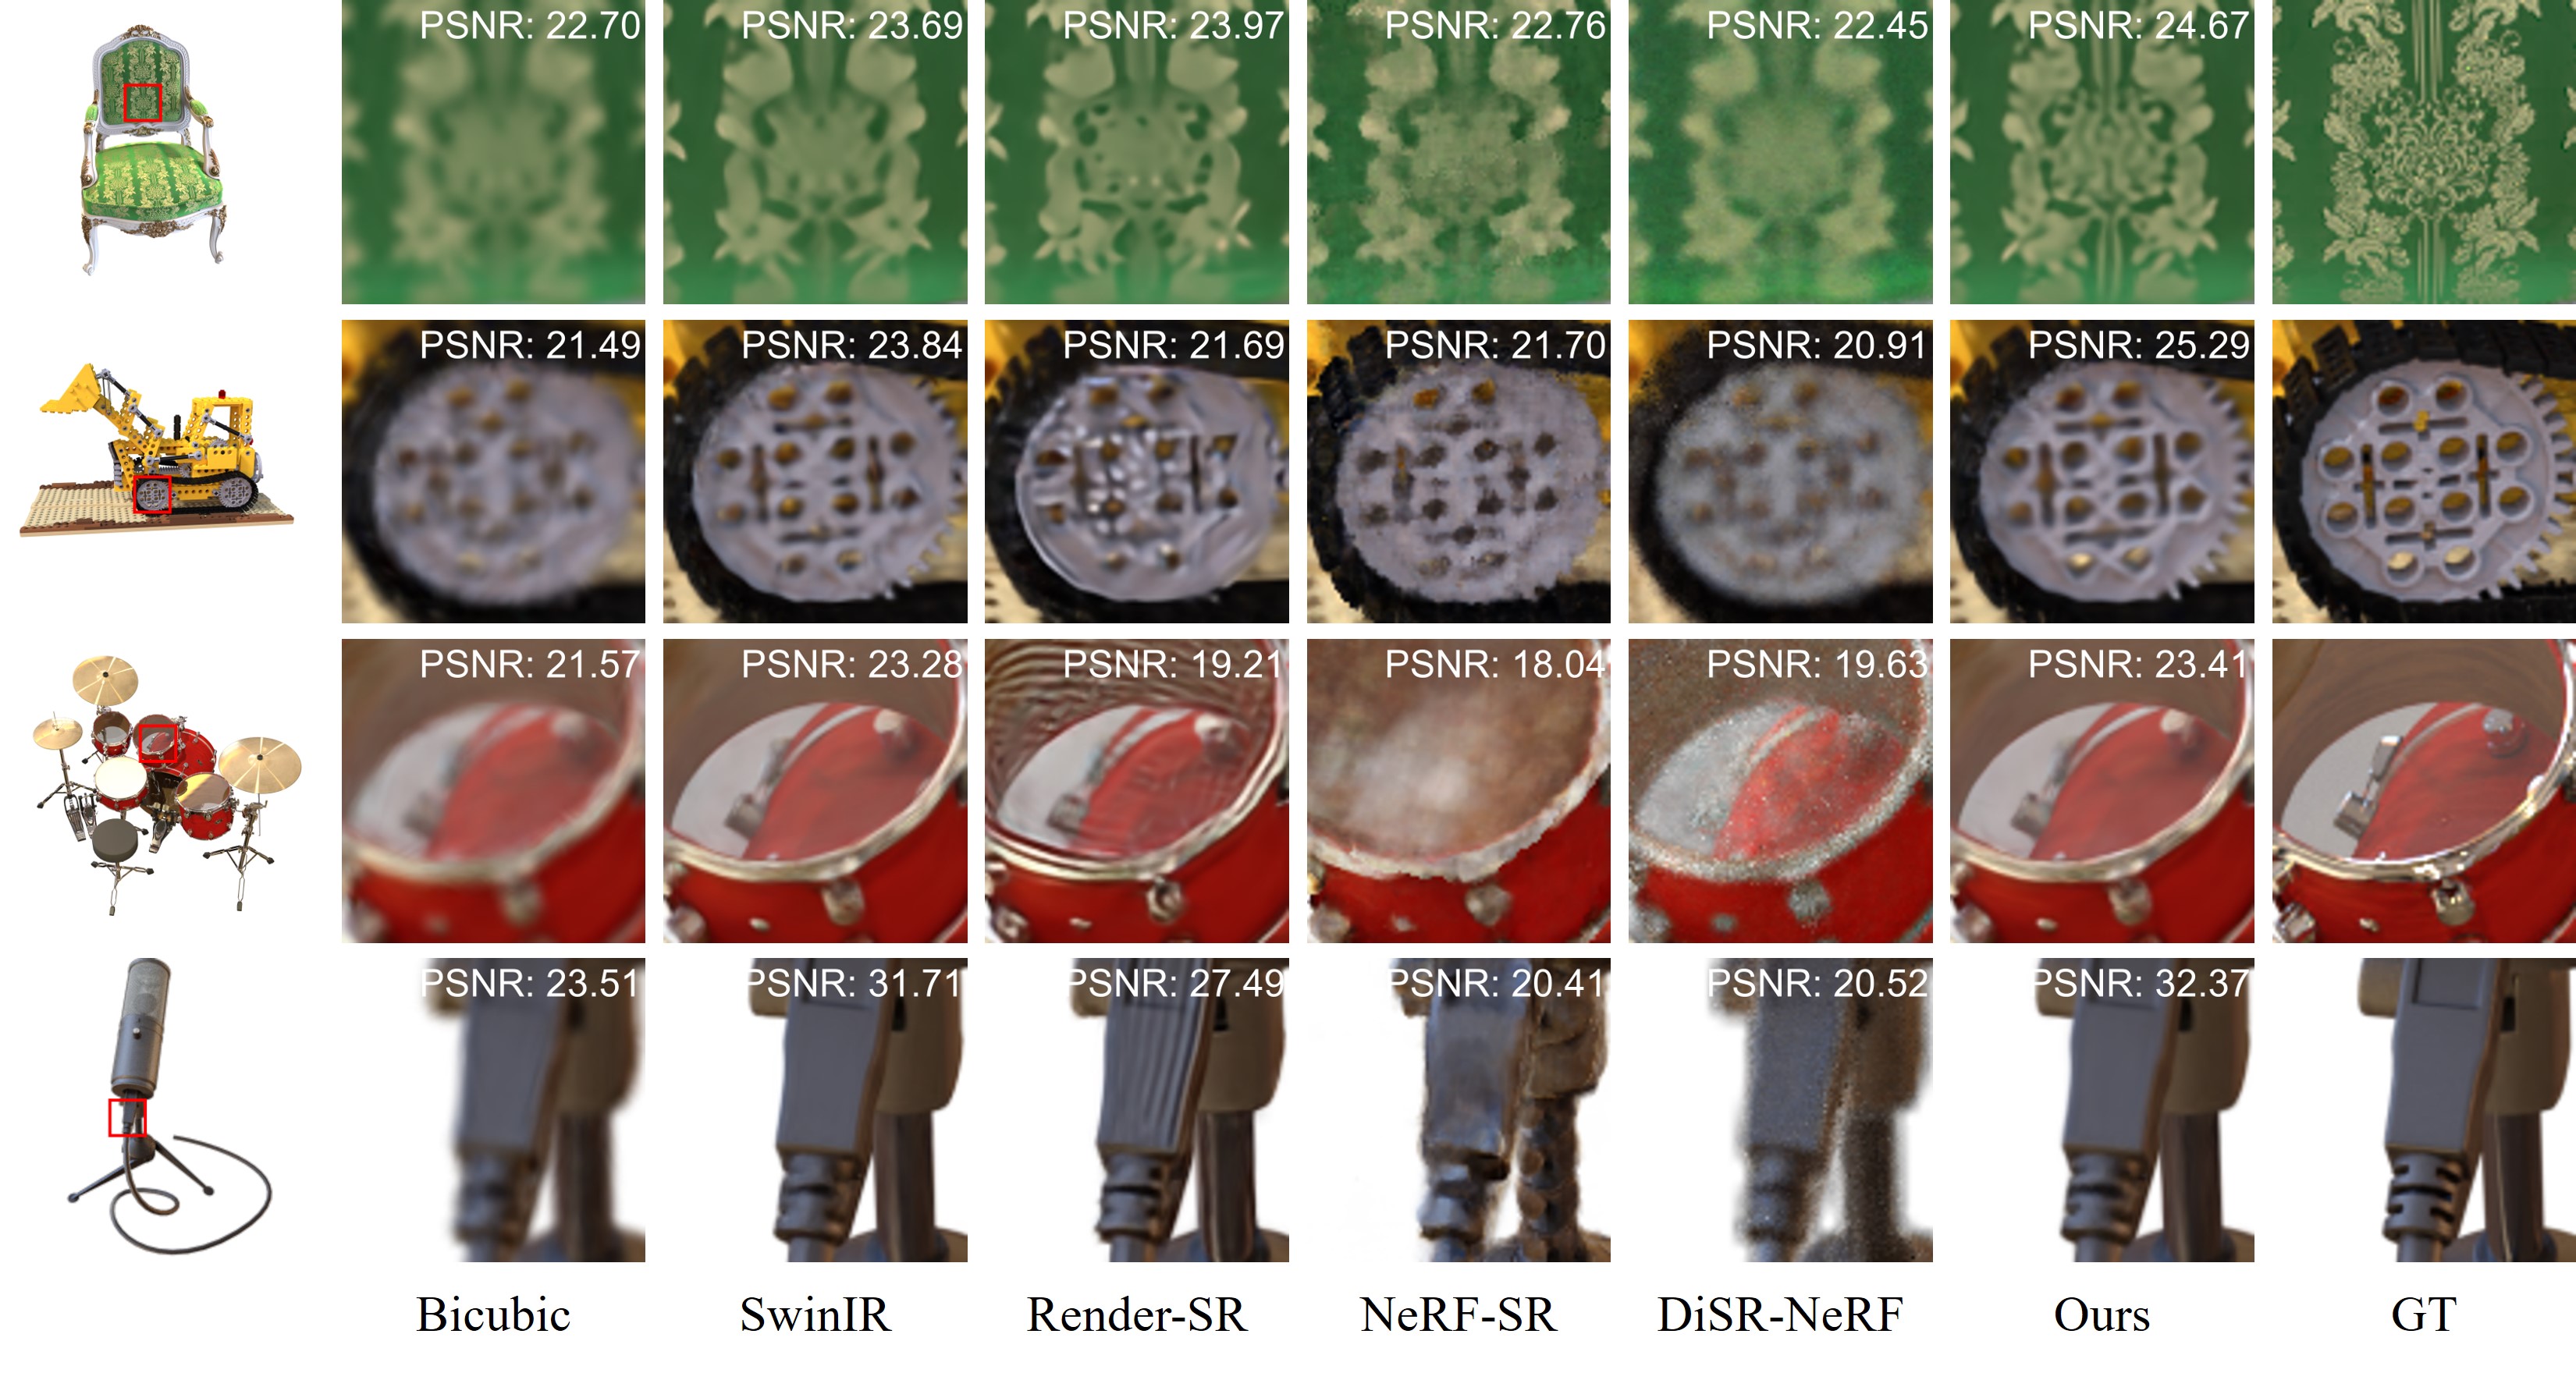 PSNR: 22.70 PSNR: 23.69 PSNR: 23.97 PSNR: 22.76 PSNR: 22.45 PSNR: 24.67
PSNR: 21.49 PSNR: 23.84 PSNR: 21.69 PSNR: 21.70 PSNR: 20.91 PSNR: 25.29
PSNR: 21.57 PSNR: 23.28 PSNR: 19.21 PSNR: 18.04 PSNR: 19.63 PSNR: 23.41
PSNR: 23.51 PSNR: 31.71 PSNR: 27.49 PSNR: 20.41 PSNR: 20.52 PSNR: 32.37
Bicubic SwinIR Render-SR NeRF-SR DiSR-NeRF Ours GT